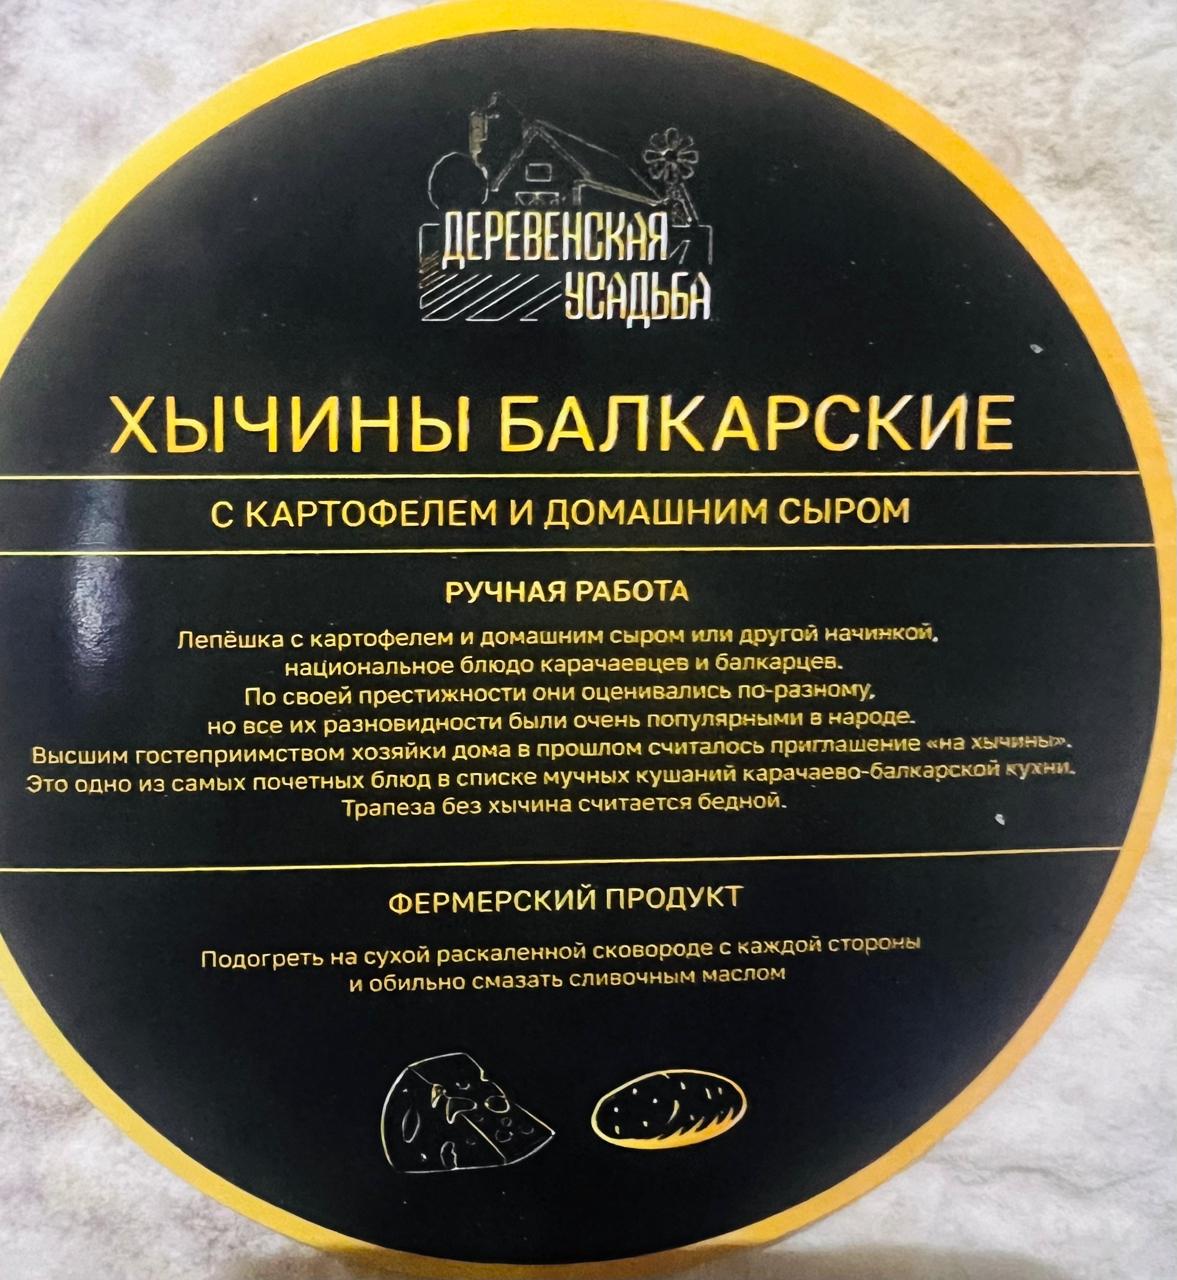 ДЕРЕВЕНСКАЯ
УСАДЬБА
ХЫЧИНЫ БАЛКАРСКИЕ
С КАРТОФЕЛЕМ И ДОМАШНИМ СЫРОМ
РУЧНАЯ РАБОТА
Лепёшка с картофелем и домашним сыром или другой начинкой,
национальное блюдо карачаевцев и балкарцев.
По своей престижности они оценивались по-разному,
но все их разновидности были очень популярными в народе.
Высшим гостеприимством хозяйки дома в прошлом считалось приглашение «на хычины».
Это одно из самых почетных блюд в списке мучных кушаний карачаево-балкарской кухни.
Трапеза без хычина считается бедной.
ФЕРМЕРСКИЙ ПРОДУКТ
Подогреть на сухой раскаленной сковороде с каждой стороны
и обильно смазать сливочным маслом